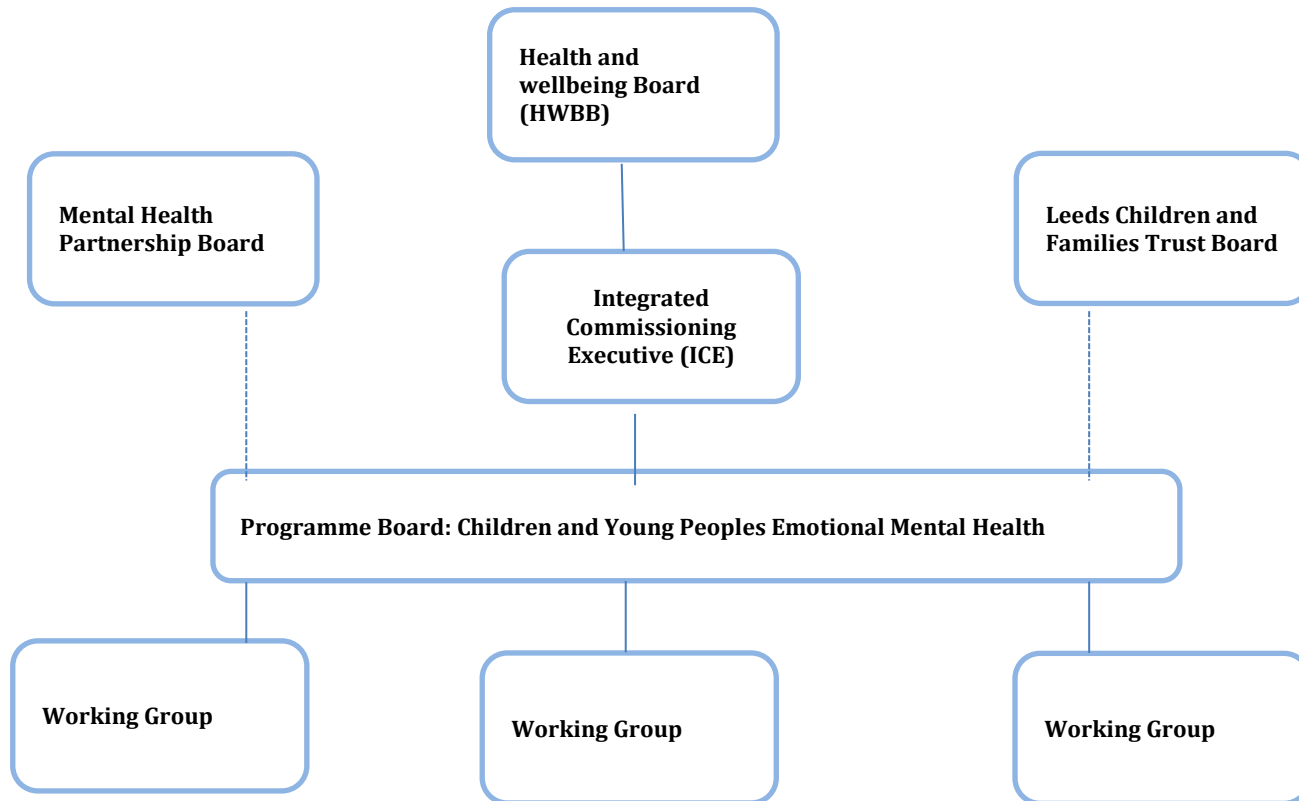 Health and
wellbeing Board
(HWBB)
Mental Health
Partnership Board
Leeds Children and
Families Trust Board
Integrated
Commissioning
Executive (ICE)
Programme Board: Children and Young Peoples Emotional Mental Health
Working Group
Working Group
Working Group